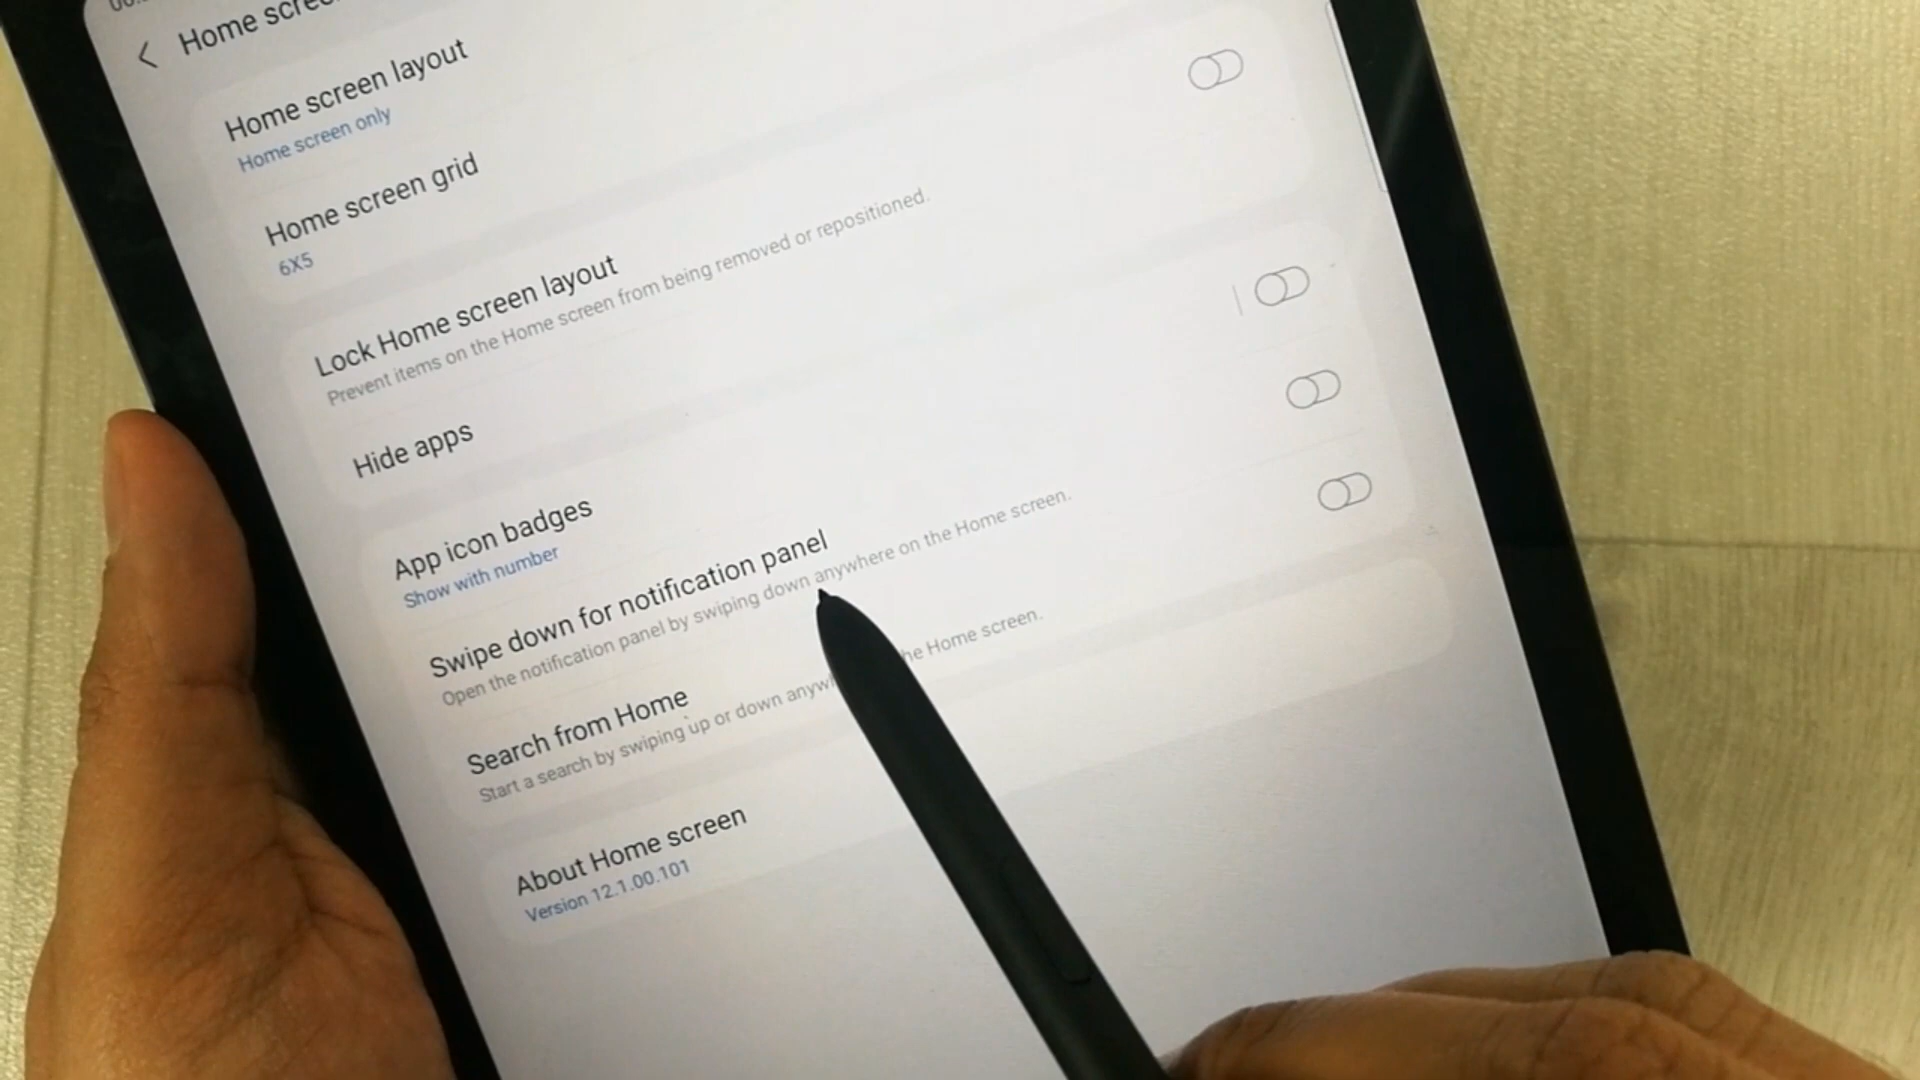 Home
Home screen layout
Home screen only
Home screen grid
6X5
Lock Home screen layout
Prevent items on the Home screen from being removed or repositioned.
Hide apps
App icon badges
Show with number
Swipe down for notification panel
Open the notification panel by swiping down anywhere on the Home screen.
Search from Home
Start a search by swiping up or down the Home screen.
About Home screen
Version 12.1.00.101